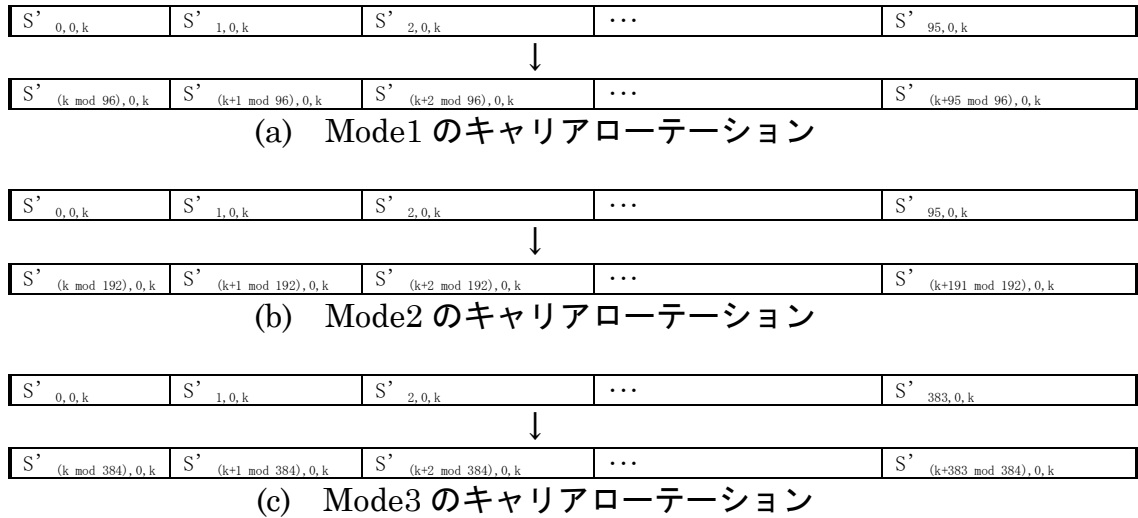 S’ 0,0,k S’ 1,0,k S’ 2,0,k ··· S’ 95,0,k
↓
S’ (k mod 96),0,k S’ (k+1 mod 96),0,k S’ (k+2 mod 96),0,k ··· S’ (k+95 mod 96),0,k
(a) Mode1 のキャリアローテーション
S’ 0,0,k S’ 1,0,k S’ 2,0,k ··· S’ 95,0,k
↓
S’ (k mod 192),0,k S’ (k+1 mod 192),0,k S’ (k+2 mod 192),0,k ··· S’ (k+191 mod 192),0,k
(b) Mode2 のキャリアローテーション
S’ 0,0,k S’ 1,0,k S’ 2,0,k ··· S’ 383,0,k
↓
S’ (k mod 384),0,k S’ (k+1 mod 384),0,k S’ (k+2 mod 384),0,k ··· S’ (k+383 mod 384),0,k
(c) Mode3 のキャリアローテーション